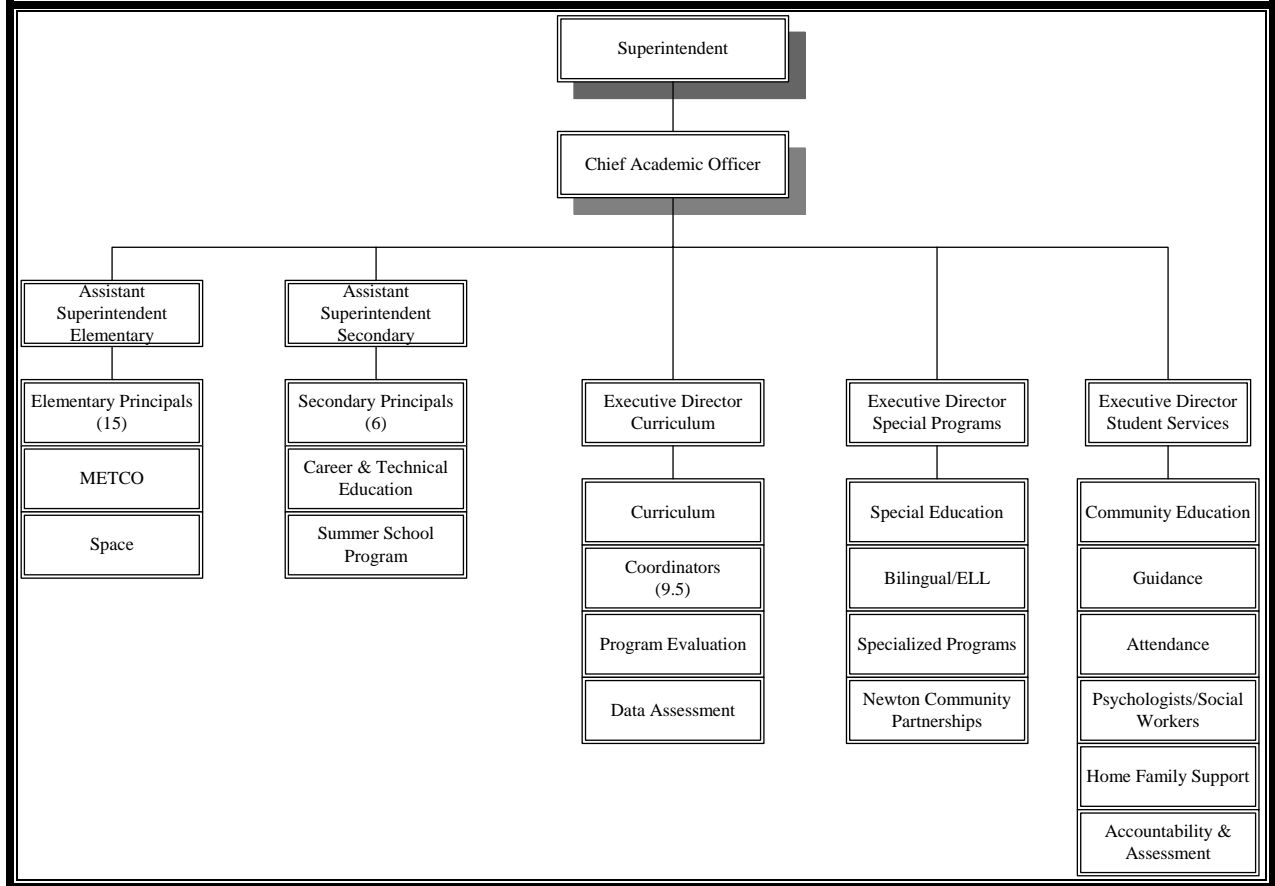 Superintendent
Chief Academic Officer
Assistant
Superintendent
Elementary
Assistant
Superintendent
Secondary
Elementary Principals
(15)
METCO
Space
Secondary Principals
(6)
Career & Technical
Education
Summer School
Program
Executive Director
Curriculum
Curriculum
Coordinators
(9.5)
Program Evaluation
Data Assessment
Executive Director
Special Programs
Special Education
Bilingual/ELL
Specialized Programs
Newton Community
Partnerships
Executive Director
Student Services
Community Education
Guidance
Attendance
Psychologists/Social
Workers
Home Family Support
Accountability &
Assessment